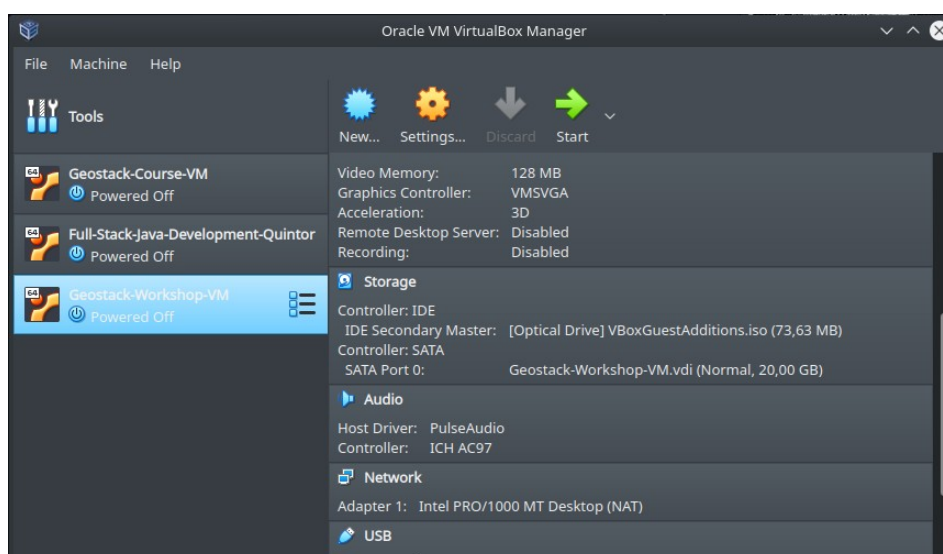 Oracle VM VirtualBox Manager
File Machine Help
Tools
New... Settings... Discard Start
64
Geostack-Course-VM
Powered Off
64
Full-Stack-Java-Development-Quintor
Powered Off
64
Geostack-Workshop-VM
Powered Off
Video Memory: 128 MB
Graphics Controller: VMSVGA
Acceleration: 3D
Remote Desktop Server: Disabled
Recording: Disabled
Storage
Controller: IDE
IDE Secondary Master: [Optical Drive] VBoxGuestAdditions.iso (73,63 MB)
Controller: SATA
SATA Port 0: Geostack-Workshop-VM.vdi (Normal, 20,00 GB)
Audio
Host Driver: PulseAudio
Controller: ICH AC97
Network
Adapter 1: Intel PRO/1000 MT Desktop (NAT)
USB